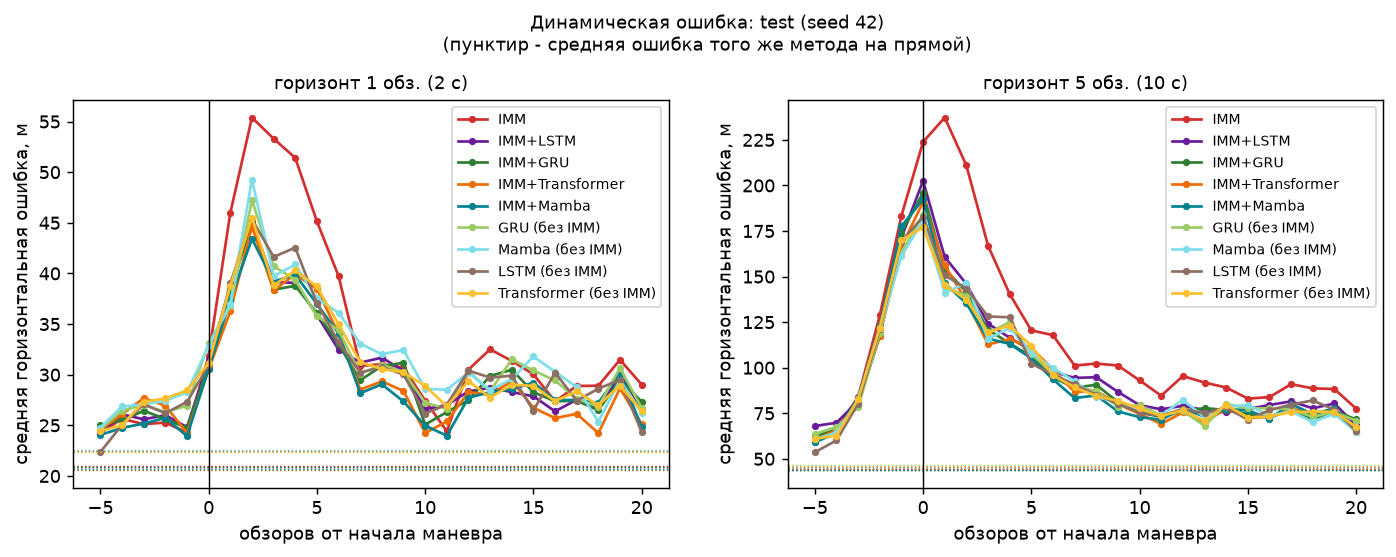 Динамическая ошибка: test (seed 42)
(пунктир - средняя ошибка того же метода на прямой)
горизонт 1 обз. (2 с)
средняя горизонтальная ошибка, м
55
50
45
40
35
30
25
20
IMM
IMM+LSTM
IMM+GRU
IMM+Transformer
IMM+Mamba
GRU (без IMM)
Mamba (без IMM)
LSTM (без IMM)
Transformer (без IMM)
−5 0 5 10 15 20
обзоров от начала маневра
горизонт 5 обз. (10 с)
средняя горизонтальная ошибка, м
225
200
175
150
125
100
75
50
IMM
IMM+LSTM
IMM+GRU
IMM+Transformer
IMM+Mamba
GRU (без IMM)
Mamba (без IMM)
LSTM (без IMM)
Transformer (без IMM)
−5 0 5 10 15 20
обзоров от начала маневра